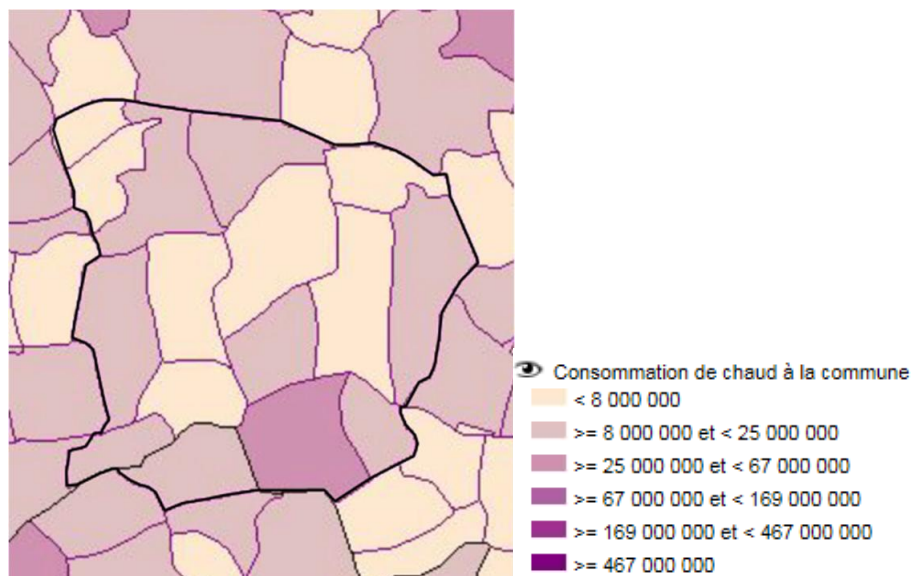 Consommation de chaud à la commune
< 8 000 000
>= 8 000 000 et < 25 000 000
>= 25 000 000 et < 67 000 000
>= 67 000 000 et < 169 000 000
>= 169 000 000 et < 467 000 000
>= 467 000 000